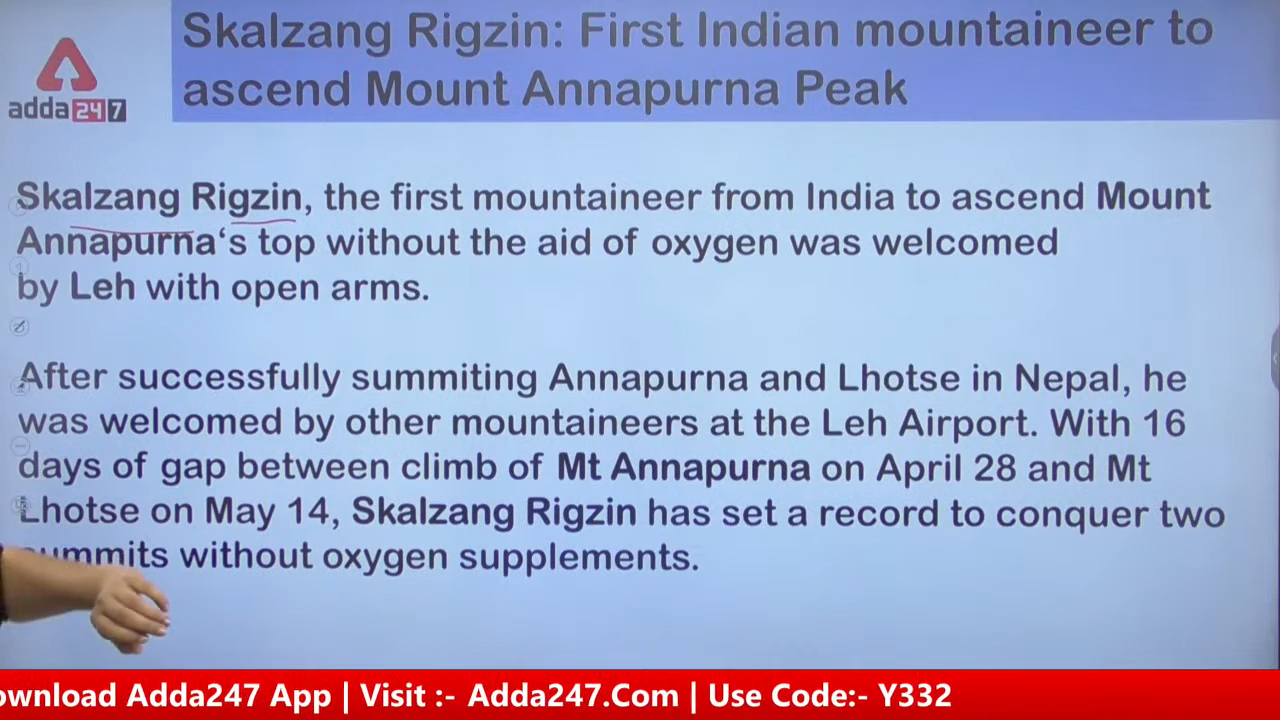 Skalzang Rigzin: First Indian mountaineer to
ascend Mount Annapurna Peak
adda247
Skalzang Rigzin, the first mountaineer from India to ascend Mount
Annapurna‘s top without the aid of oxygen was welcomed
by Leh with open arms.
After successfully summiting Annapurna and Lhotse in Nepal, he
was welcomed by other mountaineers at the Leh Airport. With 16
days of gap between climb of Mt Annapurna on April 28 and Mt
Lhotse on May 14, Skalzang Rigzin has set a record to conquer two
summits without oxygen supplements.
ownload Adda247 App | Visit :- Adda247.Com | Use Code:- Y332